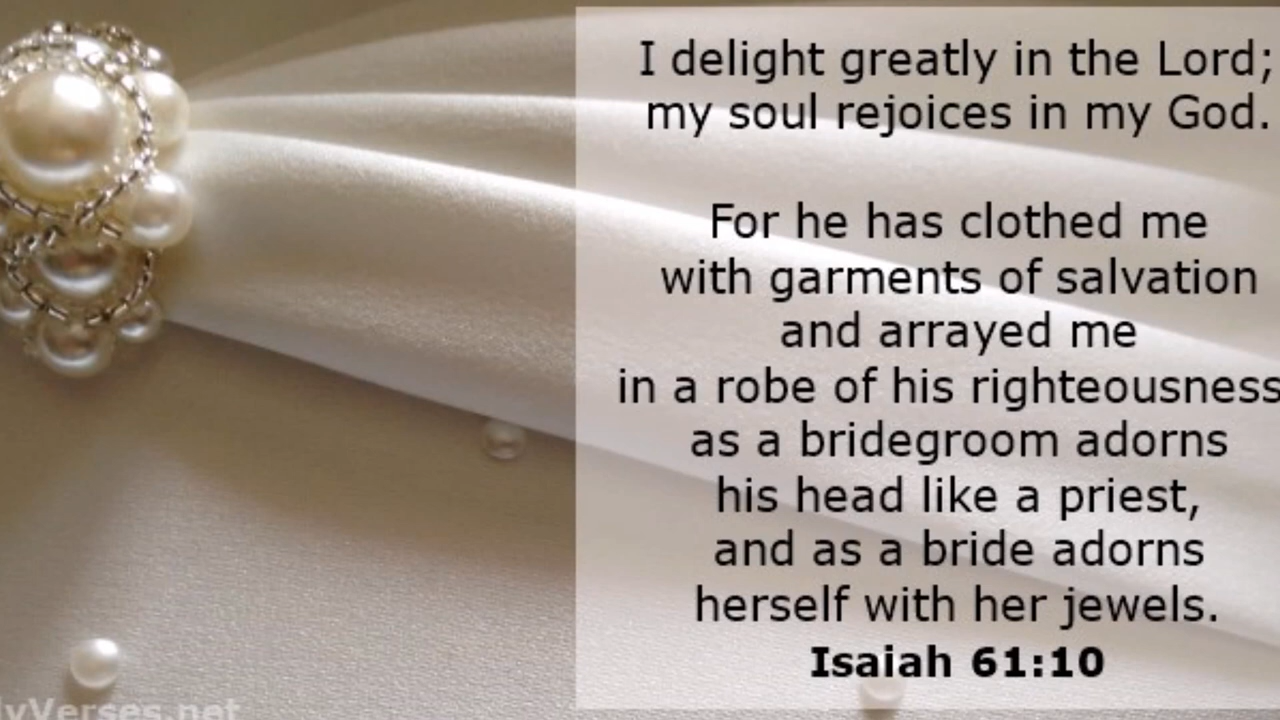 I delight greatly in the Lord;
my soul rejoices in my God.
For he has clothed me
with garments of salvation
and arrayed me
in a robe of his righteousness
as a bridegroom adorns
his head like a priest,
and as a bride adorns
herself with her jewels.
Isaiah 61:10
lyVerses.net